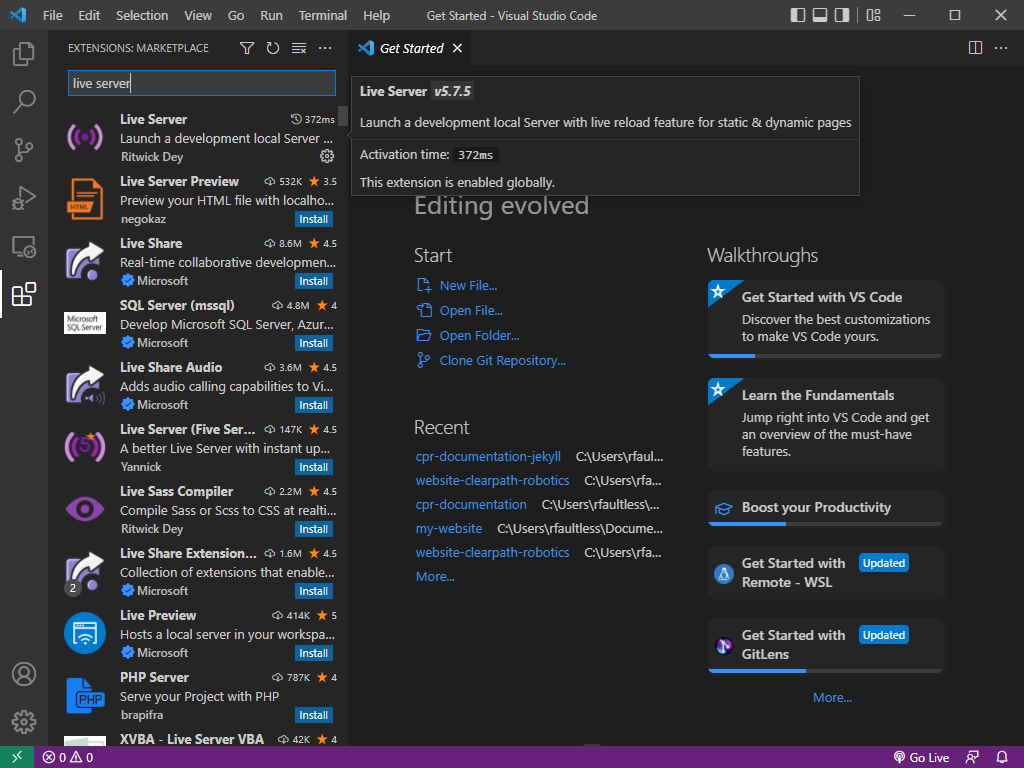 File Edit Selection View Go Run Terminal Help Get Started - Visual Studio Code
EXTENSIONS: MARKETPLACE
live server
Live Server 372ms
Launch a development local Server ...
Ritwick Dey
Live Server Preview 532K 3.5
Preview your HTML file with localho...
negokaz Install
HTML
Live Share 8.6M 4.5
Real-time collaborative developmen...
Microsoft Install
SQL Server (mssql) 4.8M 4
Microsoft
SQL Server
Develop Microsoft SQL Server, Azur...
Microsoft Install
Live Share Audio 3.6M 4.5
Adds audio calling capabilities to Vi...
Microsoft Install
Live Server (Five Ser... 147K 4.5
5
A better Live Server with instant up...
Yannick Install
Live Sass Compiler 2.2M 4.5
Compile Sass or Scss to CSS at realti...
Ritwick Dey Install
Live Share Extension... 1.6M 4.5
Collection of extensions that enable...
2
Microsoft Install
Live Preview 414K 5
Hosts a local server in your workspa...
Microsoft Install
PHP Server 787K 4
PHP
Serve your Project with PHP
brapifra Install
XVBA - Live Server VBA 42K 4
Get Started
Live Server v5.7.5
Launch a development local Server with live reload feature for static & dynamic pages
Activation time: 372ms
This extension is enabled globally.
Editing evolved
Start
New File...
Open File...
Open Folder...
Clone Git Repository...
Recent
cpr-documentation-jekyll C:\Users\rfaul...
website-clearpath-robotics C:\Users\rfa...
cpr-documentation C:\Users\rfaultless\...
my-website C:\Users\rfaultless\Docume...
website-clearpath-robotics C:\Users\rfa...
More...
Walkthroughs
Get Started with VS Code
Discover the best customizations
to make VS Code yours.
Learn the Fundamentals
Jump right into VS Code and get
an overview of the must-have
features.
Boost your Productivity
Get Started with Updated
Remote - WSL
Get Started with Updated
GitLens
More...
0 0 Go Live